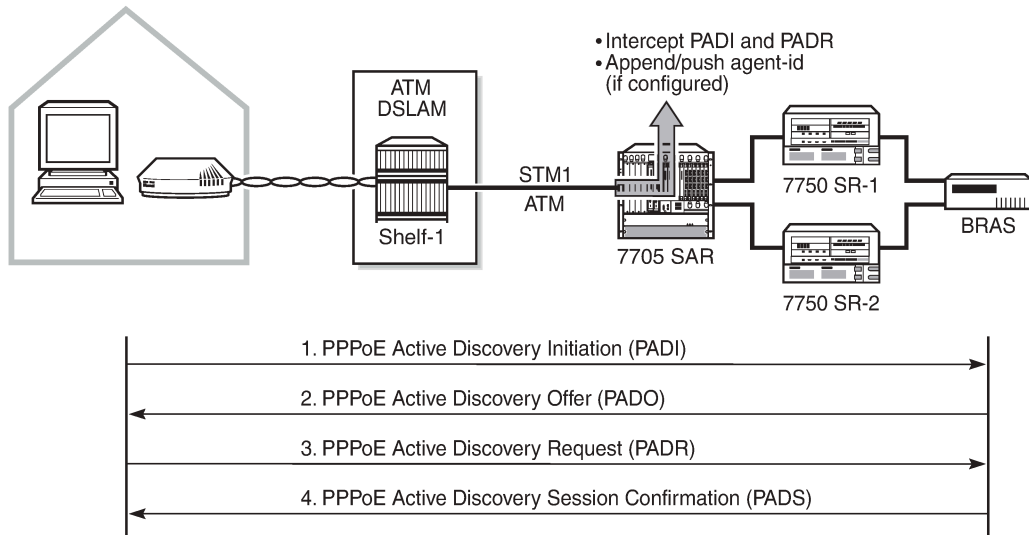 • Intercept PADI and PADR
• Append/push agent-id
(if configured)
ATM
DSLAM
Shelf-1
STM1
ATM
7705 SAR
7750 SR-1
7750 SR-2
BRAS
1. PPPoE Active Discovery Initiation (PADI)
2. PPPoE Active Discovery Offer (PADO)
3. PPPoE Active Discovery Request (PADR)
4. PPPoE Active Discovery Session Confirmation (PADS)